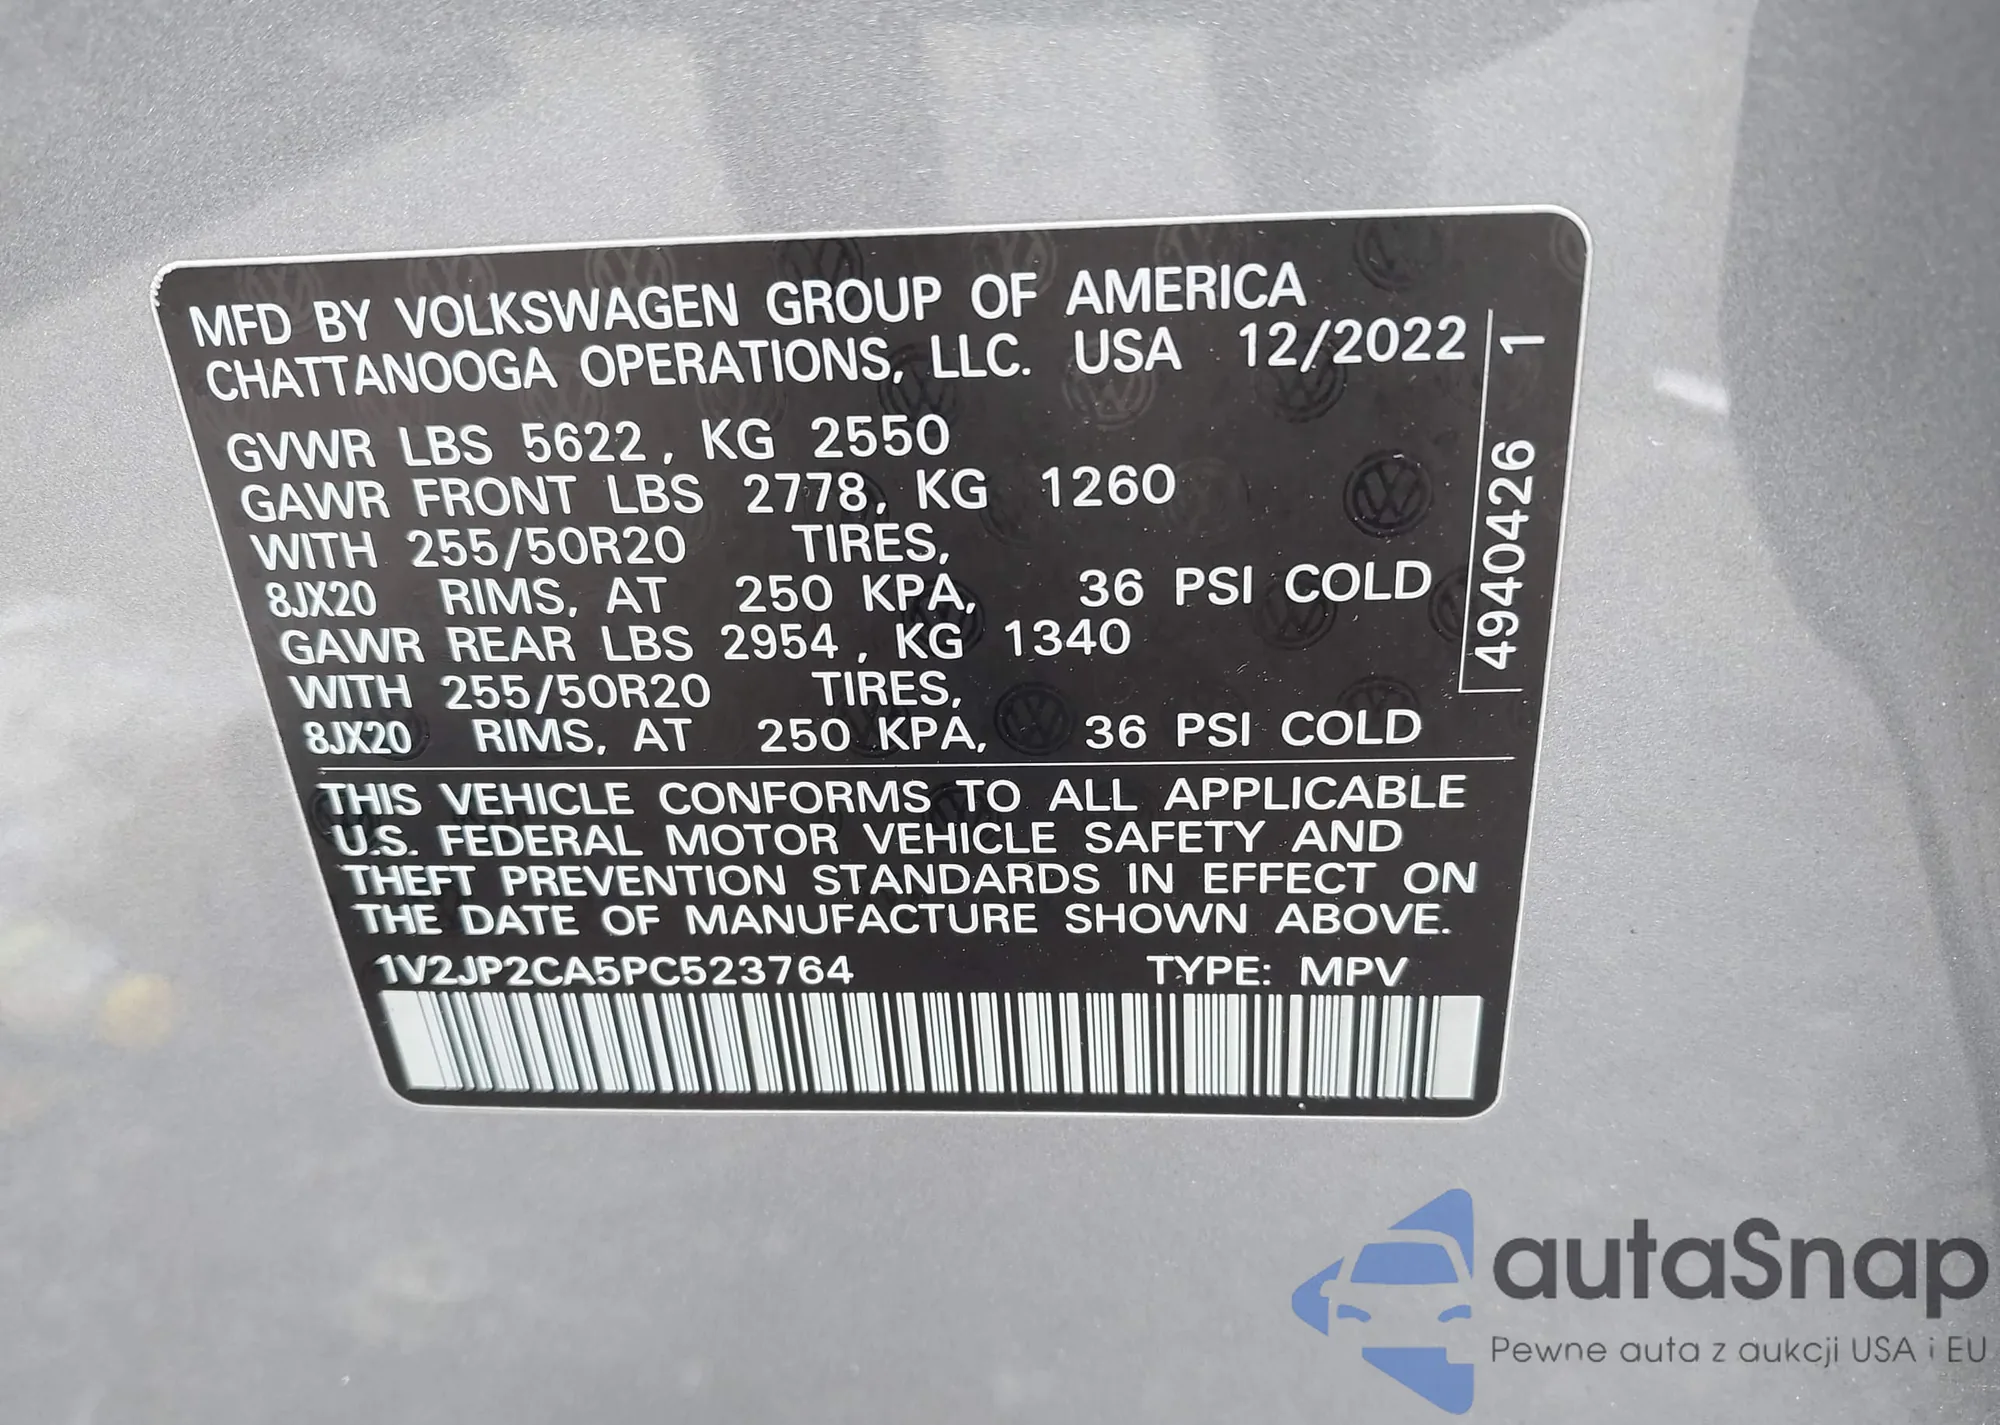 MFD BY VOLKSWAGEN GROUP OF AMERICA
CHATTANOOGA OPERATIONS, LLC. USA 12/2022
GVWR LBS 5622, KG 2550
GAWR FRONT LBS 2778, KG 1260
WITH 255/50R20 TIRES,
8JX20 RIMS, AT 250 KPA, 36 PSI COLD
GAWR REAR LBS 2954, KG 1340
WITH 255/50R20 TIRES,
8JX20 RIMS, AT 250 KPA, 36 PSI COLD
4940426 1
THIS VEHICLE CONFORMS TO ALL APPLICABLE
U.S. FEDERAL MOTOR VEHICLE SAFETY AND
THEFT PREVENTION STANDARDS IN EFFECT ON
THE DATE OF MANUFACTURE SHOWN ABOVE.
1V2JP2CA5PC523764 TYPE: MPV
autaSnap
Pewne auta z aukcji USA i EU